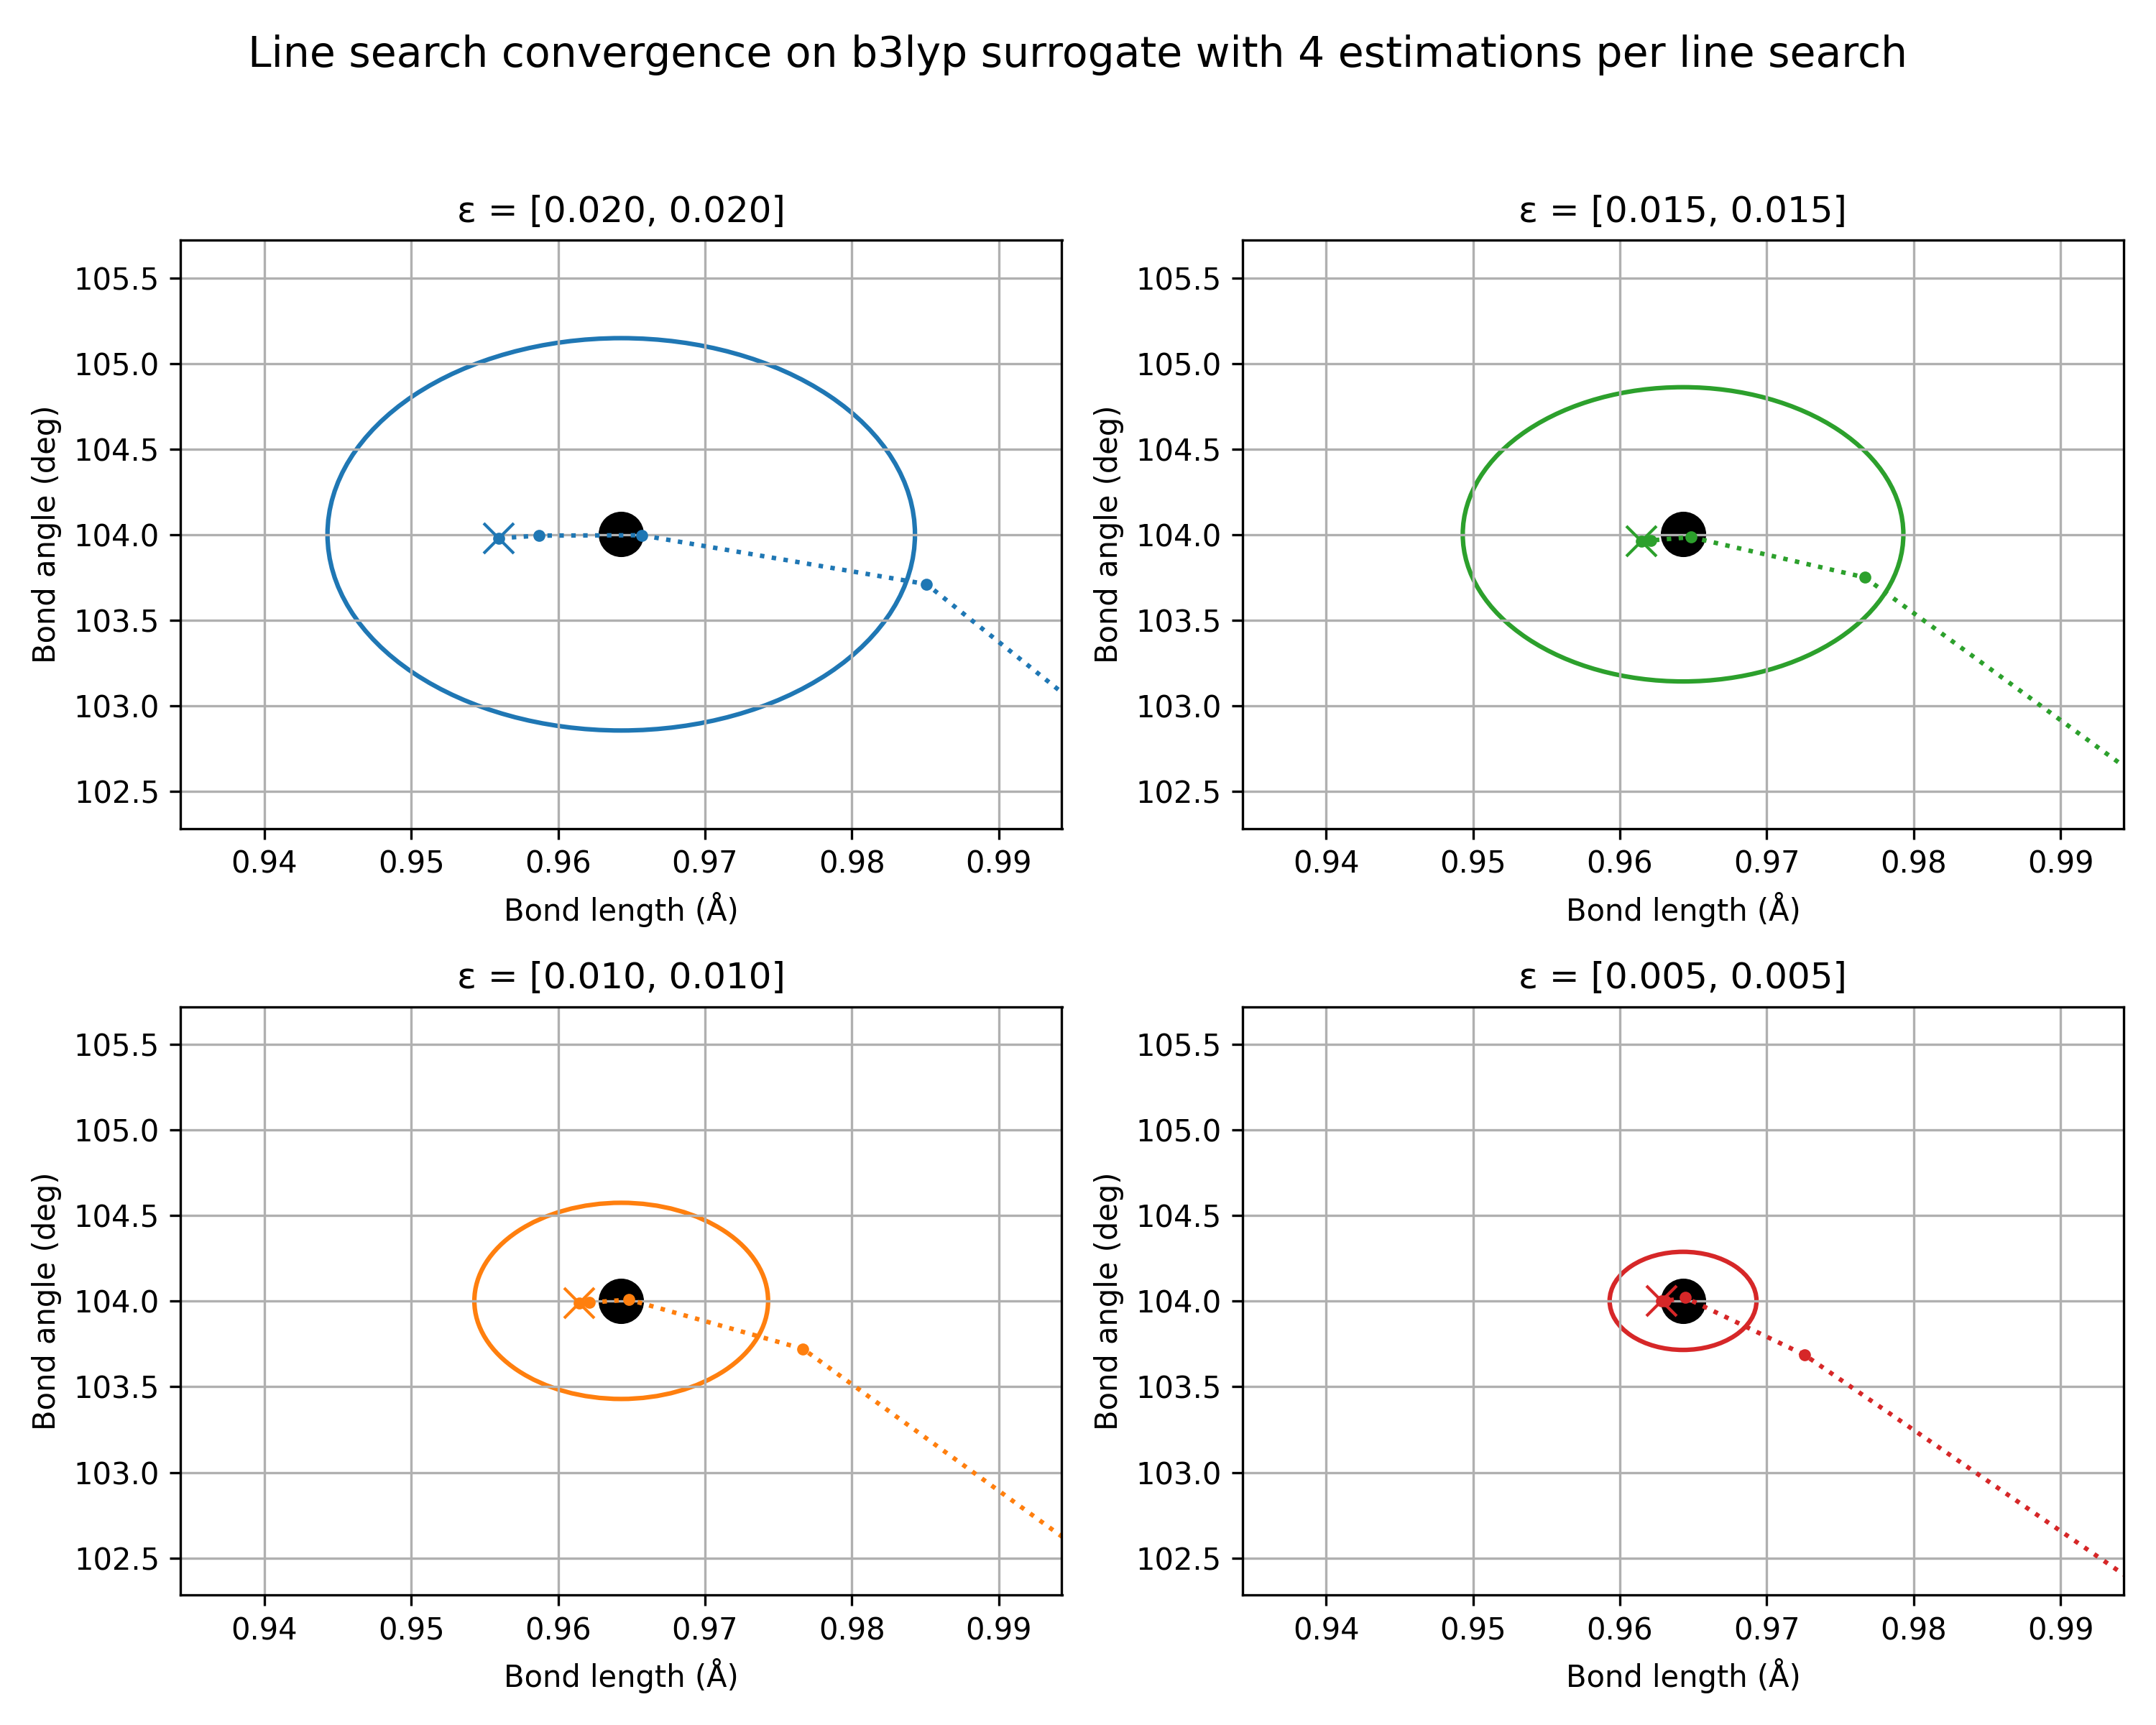 Line search convergence on b3lyp surrogate with 4 estimations per line search
ε = [0.020, 0.020]
105.5
105.0
104.5
104.0
103.5
103.0
102.5
Bond angle (deg)
0.94 0.95 0.96 0.97 0.98 0.99
Bond length (Å)
ε = [0.015, 0.015]
105.5
105.0
104.5
104.0
103.5
103.0
102.5
Bond angle (deg)
0.94 0.95 0.96 0.97 0.98 0.99
Bond length (Å)
ε = [0.010, 0.010]
105.5
105.0
104.5
104.0
103.5
103.0
102.5
Bond angle (deg)
0.94 0.95 0.96 0.97 0.98 0.99
Bond length (Å)
ε = [0.005, 0.005]
105.5
105.0
104.5
104.0
103.5
103.0
102.5
Bond angle (deg)
0.94 0.95 0.96 0.97 0.98 0.99
Bond length (Å)